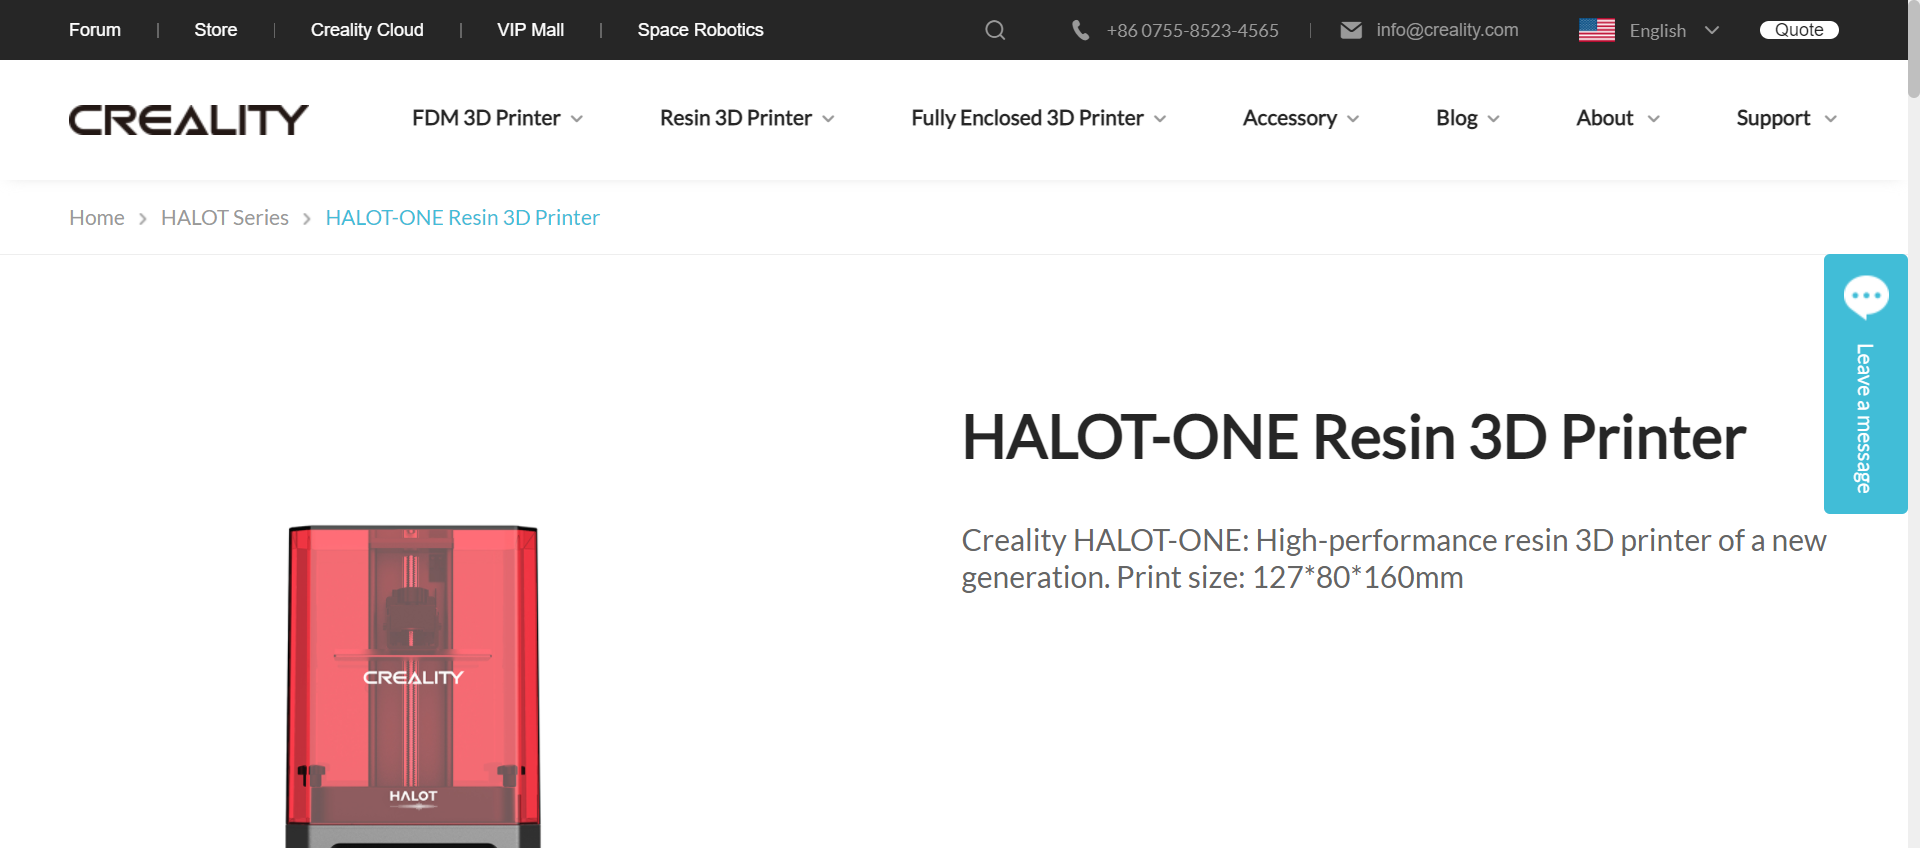 Forum | Store | Creality Cloud | VIP Mall | Space Robotics +86 0755-8523-4565 | info@creality.com English Quote
CREALITY FDM 3D Printer Resin 3D Printer Fully Enclosed 3D Printer Accessory Blog About Support
Home > HALOT Series > HALOT-ONE Resin 3D Printer
Leave a message
HALOT-ONE Resin 3D Printer
Creality HALOT-ONE: High-performance resin 3D printer of a new
generation. Print size: 127*80*160mm
CREALITY
HALOT